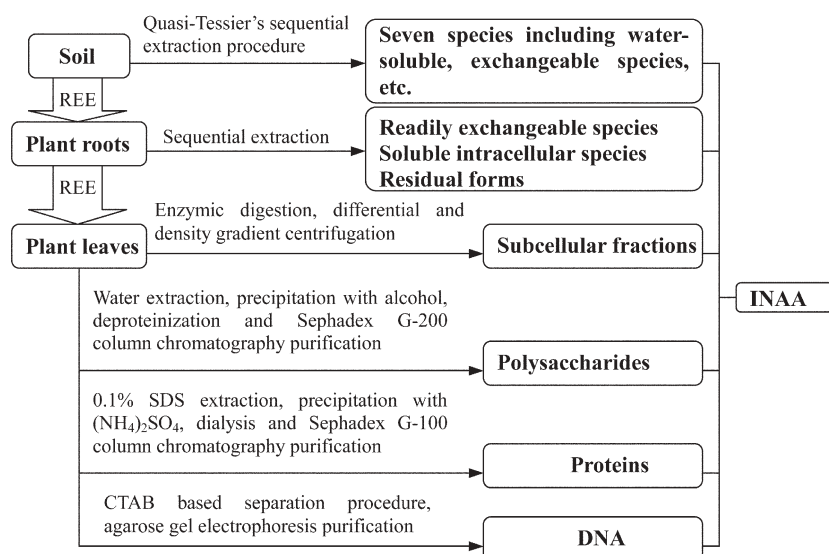 Quasi-Tessier's sequential
extraction procedure
Soil
Seven species including water-
soluble, exchangeable species,
etc.
REE
Plant roots
Sequential extraction
Readily exchangeable species
Soluble intracellular species
Residual forms
REE
Plant leaves
Enzymic digestion, differential and
density gradient centrifugation
Subcellular fractions
INAA
Water extraction, precipitation with alcohol,
deproteinization and Sephadex G-200
column chromatography purification
Polysaccharides
0.1% SDS extraction, precipitation with
(NH₄)₂SO₄, dialysis and Sephadex G-100
column chromatography purification
Proteins
CTAB based separation procedure,
agarose gel electrophoresis purification
DNA